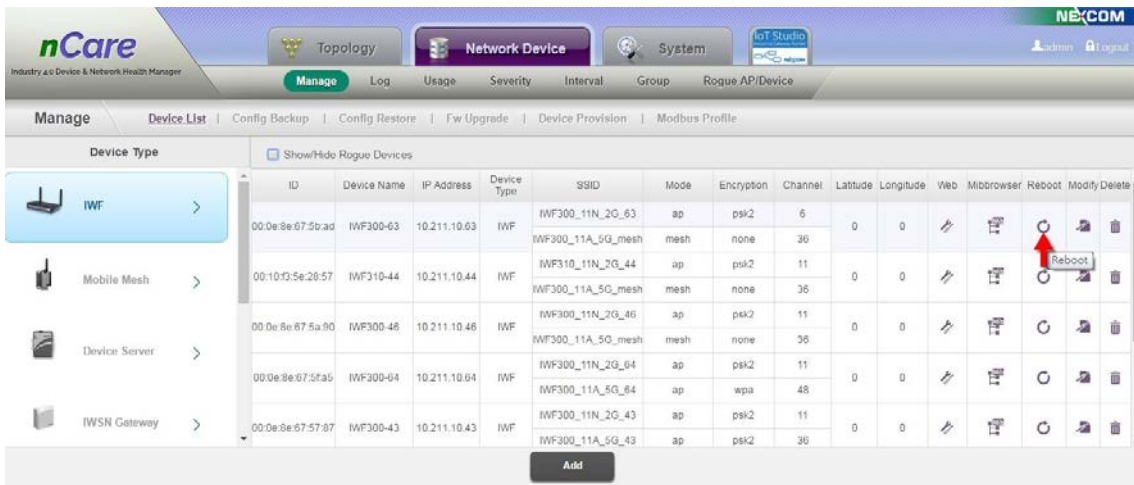 NEXCOM
nCare
Industry 4.0 Device & Network Health Manager
Topology Network Device System IoT Studio
admin Logout
Manage Log Usage Severity Interval Group Rogue AP/Device
Manage Device List | Config Backup | Config Restore | Fw Upgrade | Device Provision | Modbus Profile
Device Type
Show/Hide Rogue Devices
ID Device Name IP Address Device Type SSID Mode Encryption Channel Latitude Longitude Web Mibbrowser Reboot Modify Delete
IWF
00:0e:8e:67:5b:ad IWF300-63 10.211.10.63 IWF IWF300_11N_2G_63 ap psk2 6 0 0
IWF300_11A_5G_mesh mesh none 36
Reboot
Mobile Mesh
00:10:f3:5e:28:57 IWF310-44 10.211.10.44 IWF IWF310_11N_2G_44 ap psk2 11 0 0
IWF300_11A_5G_mesh mesh none 36
00:0e:8e:67:5a:90 IWF300-46 10.211.10.46 IWF IWF300_11N_2G_46 ap psk2 11 0 0
IWF300_11A_5G_mesh mesh none 36
Device Server
IWF300-64 10.211.10.64 IWF IWF300_11N_2G_64 ap psk2 11 0 0
IWF300_11A_5G_64 ap wpa 48
IWSN Gateway
00:0e:8e:67:57:87 IWF300-43 10.211.10.43 IWF IWF300_11N_2G_43 ap psk2 11 0 0
IWF300_11A_5G_43 ap psk2 36
Add